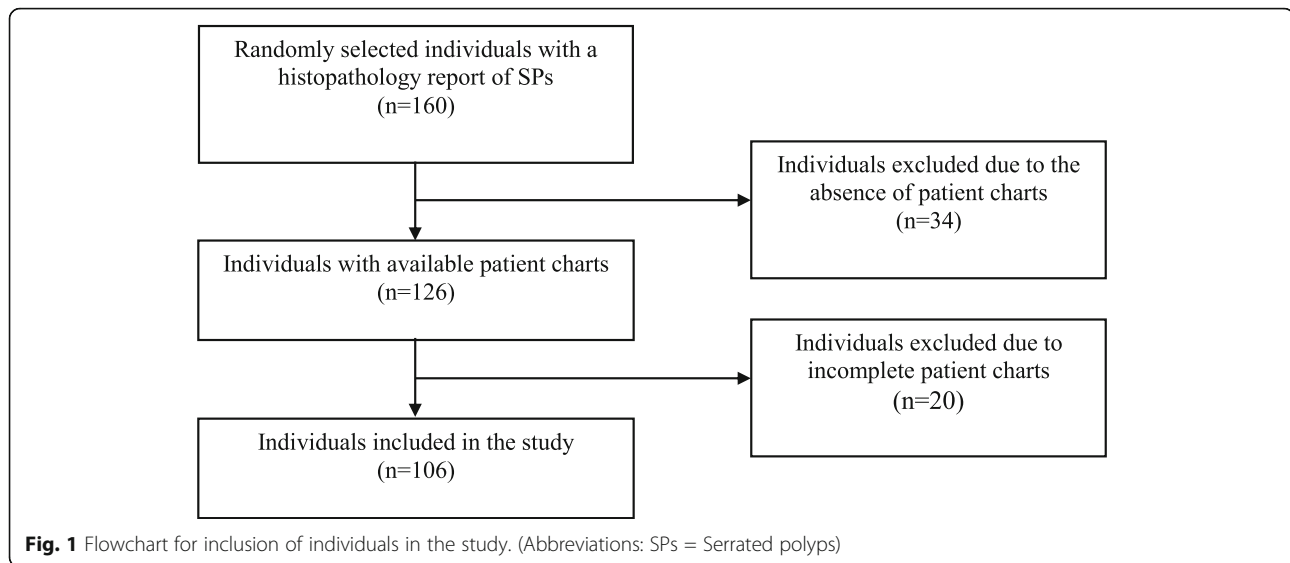 Randomly selected individuals with a
histopathology report of SPs
(n=160)
Individuals excluded due to the
absence of patient charts
(n=34)
Individuals with available patient charts
(n=126)
Individuals excluded due to
incomplete patient charts
(n=20)
Individuals included in the study
(n=106)
Fig. 1 Flowchart for inclusion of individuals in the study. (Abbreviations: SPs = Serrated polyps)